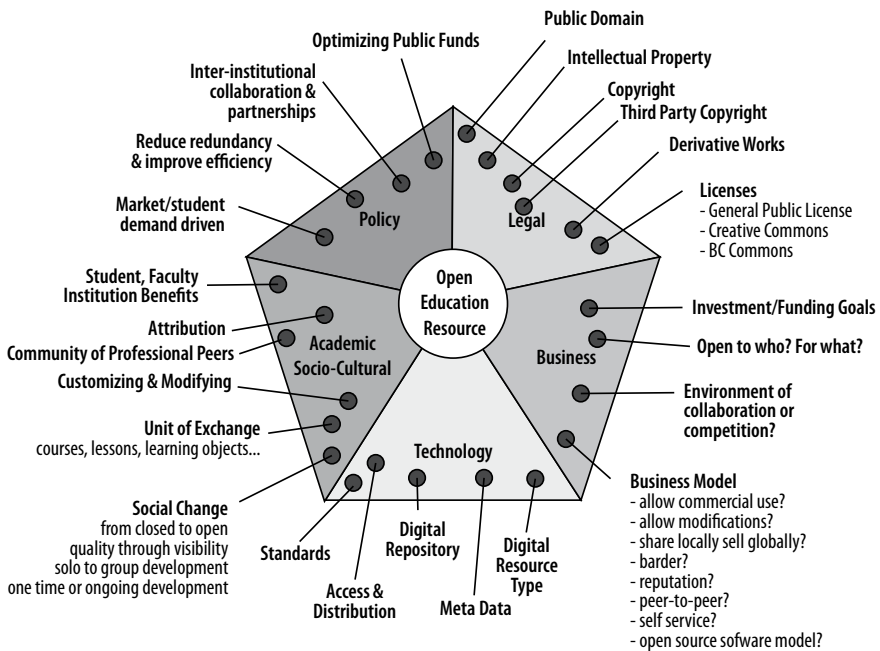 Public Domain
Optimizing Public Funds
Intellectual Property
Inter-institutional
collaboration &
partnerships
Copyright
Third Party Copyright
Reduce redundancy
& improve efficiency
Derivative Works
Market/student
demand driven
Licenses
- General Public License
- Creative Commons
- BC Commons
Policy
Legal
Open
Education
Resource
Student, Faculty
Institution Benefits
Attribution
Community of Professional Peers
Customizing & Modifying
Unit of Exchange
courses, lessons, learning objects...
Social Change
from closed to open
quality through visibility
solo to group development
one time or ongoing development
Academic
Socio-Cultural
Business
Investment/Funding Goals
Open to who? For what?
Environment of
collaboration or
competition?
Business Model
- allow commercial use?
- allow modifications?
- share locally sell globally?
- barder?
- reputation?
- peer-to-peer?
- self service?
- open source sofware model?
Technology
Standards
Access &
Distribution
Digital
Repository
Meta Data
Digital
Resource
Type